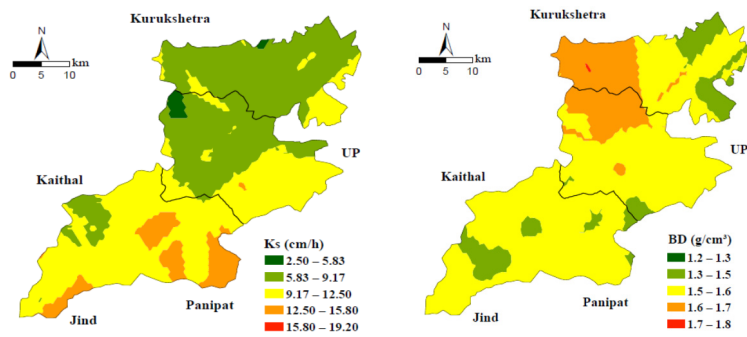 Kurukshetra
N
0 5 10 km
UP
Kaithal
Ks (cm/h)
2.50 – 5.83
5.83 – 9.17
9.17 – 12.50
12.50 – 15.80
15.80 – 19.20
Panipat
Jind
Kurukshetra
N
0 5 10 km
UP
Kaithal
BD (g/cm³)
1.2 – 1.3
1.3 – 1.5
1.5 – 1.6
1.6 – 1.7
1.7 – 1.8
Panipat
Jind